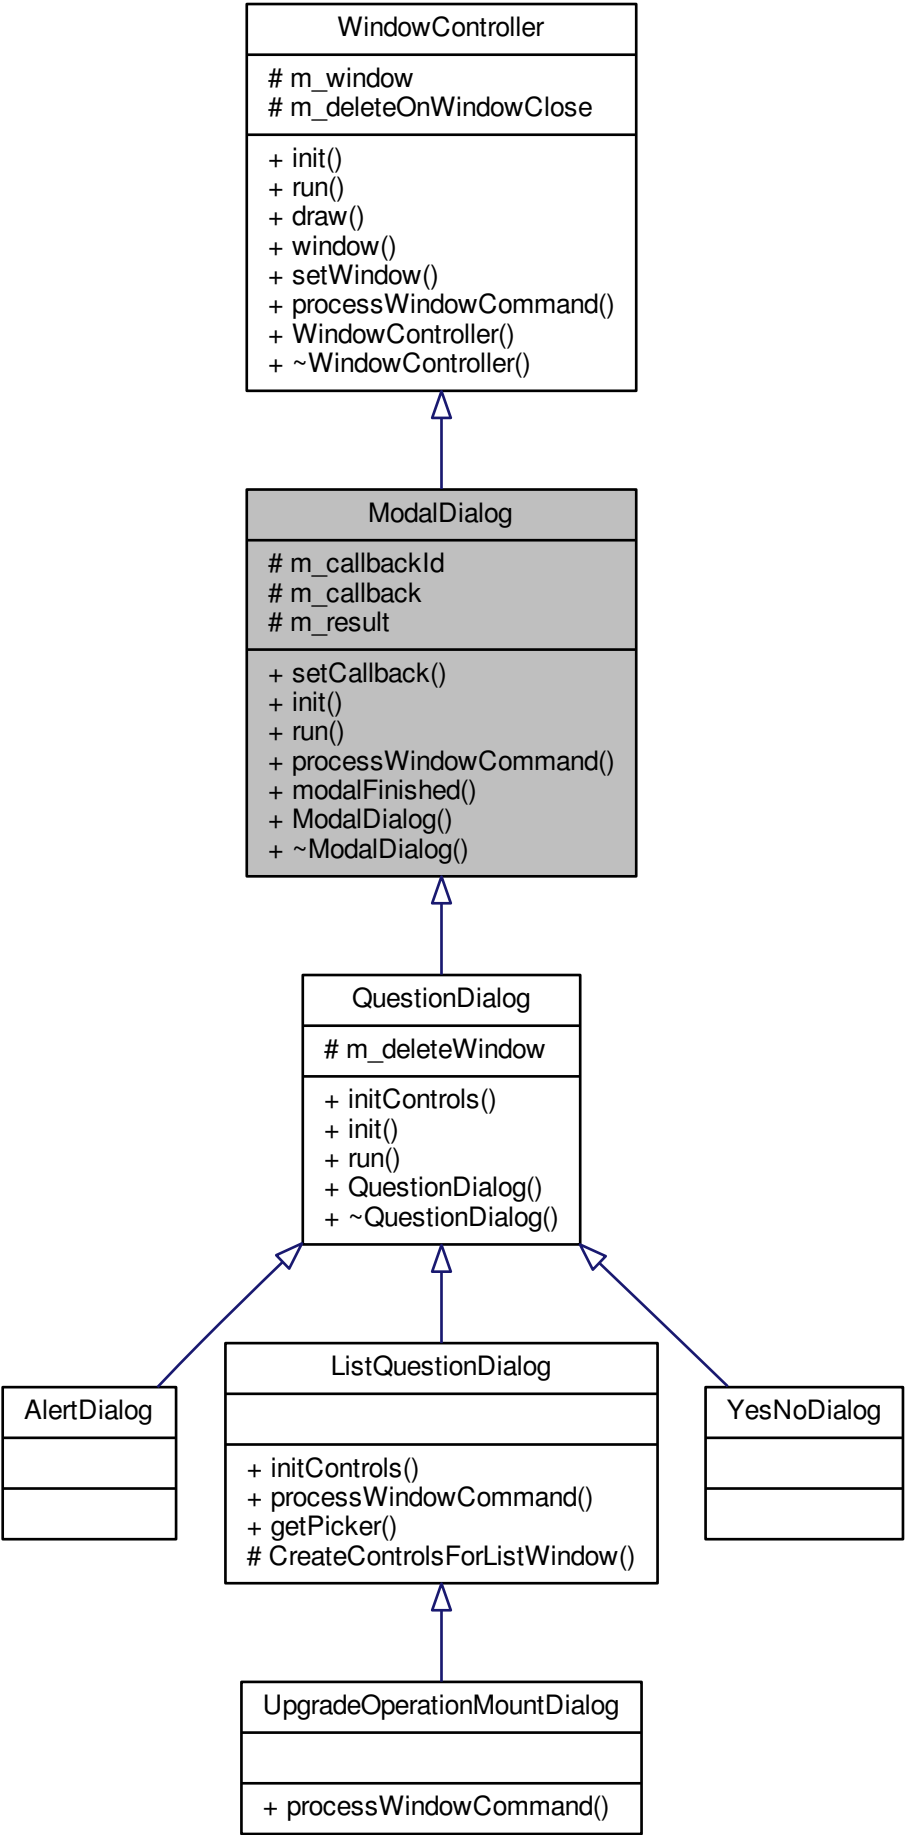 WindowController
# m_window
# m_deleteOnWindowClose
+ init()
+ run()
+ draw()
+ window()
+ setWindow()
+ processWindowCommand()
+ WindowController()
+ ~WindowController()
ModalDialog
# m_callbackId
# m_callback
# m_result
+ setCallback()
+ init()
+ run()
+ processWindowCommand()
+ modalFinished()
+ ModalDialog()
+ ~ModalDialog()
QuestionDialog
# m_deleteWindow
+ initControls()
+ init()
+ run()
+ QuestionDialog()
+ ~QuestionDialog()
AlertDialog
ListQuestionDialog
+ initControls()
+ processWindowCommand()
+ getPicker()
# CreateControlsForListWindow()
YesNoDialog
UpgradeOperationMountDialog
+ processWindowCommand()